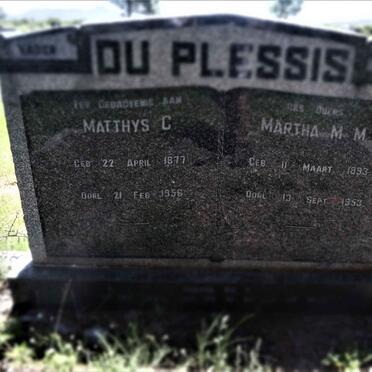 VADER
DU PLESSIS
TER GEDAGTENIS AAN ONS OUERS
MATTHYS C MARTHA M M
GEB 22 APRIL 1877 GEB 11 MAART 1893
OORL 21 FEB 1956 OORL 13 SEPT 1953